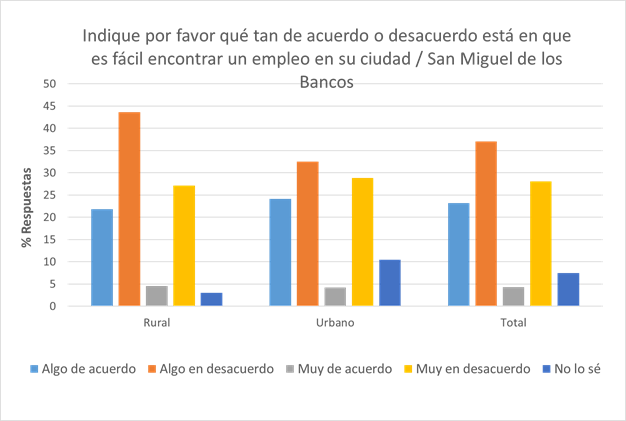 Indique por favor qué tan de acuerdo o desacuerdo está en que
es fácil encontrar un empleo en su ciudad / San Miguel de los
Bancos
50
45
40
35
30
25
20
15
10
5
0
% Respuestas
Rural Urbano Total
Algo de acuerdo Algo en desacuerdo Muy de acuerdo Muy en desacuerdo No lo sé